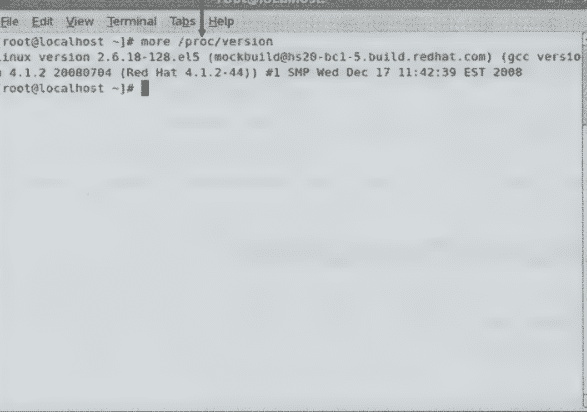 File Edit View Terminal Tabs Help
root@localhost ~]# more /proc/version
inux version 2.6.18-128.el5 (mockbuild@hs20-bc1-5.build.redhat.com) (gcc versio
n 4.1.2 20080704 (Red Hat 4.1.2-44)) #1 SMP Wed Dec 17 11:42:39 EST 2008
root@localhost ~]#